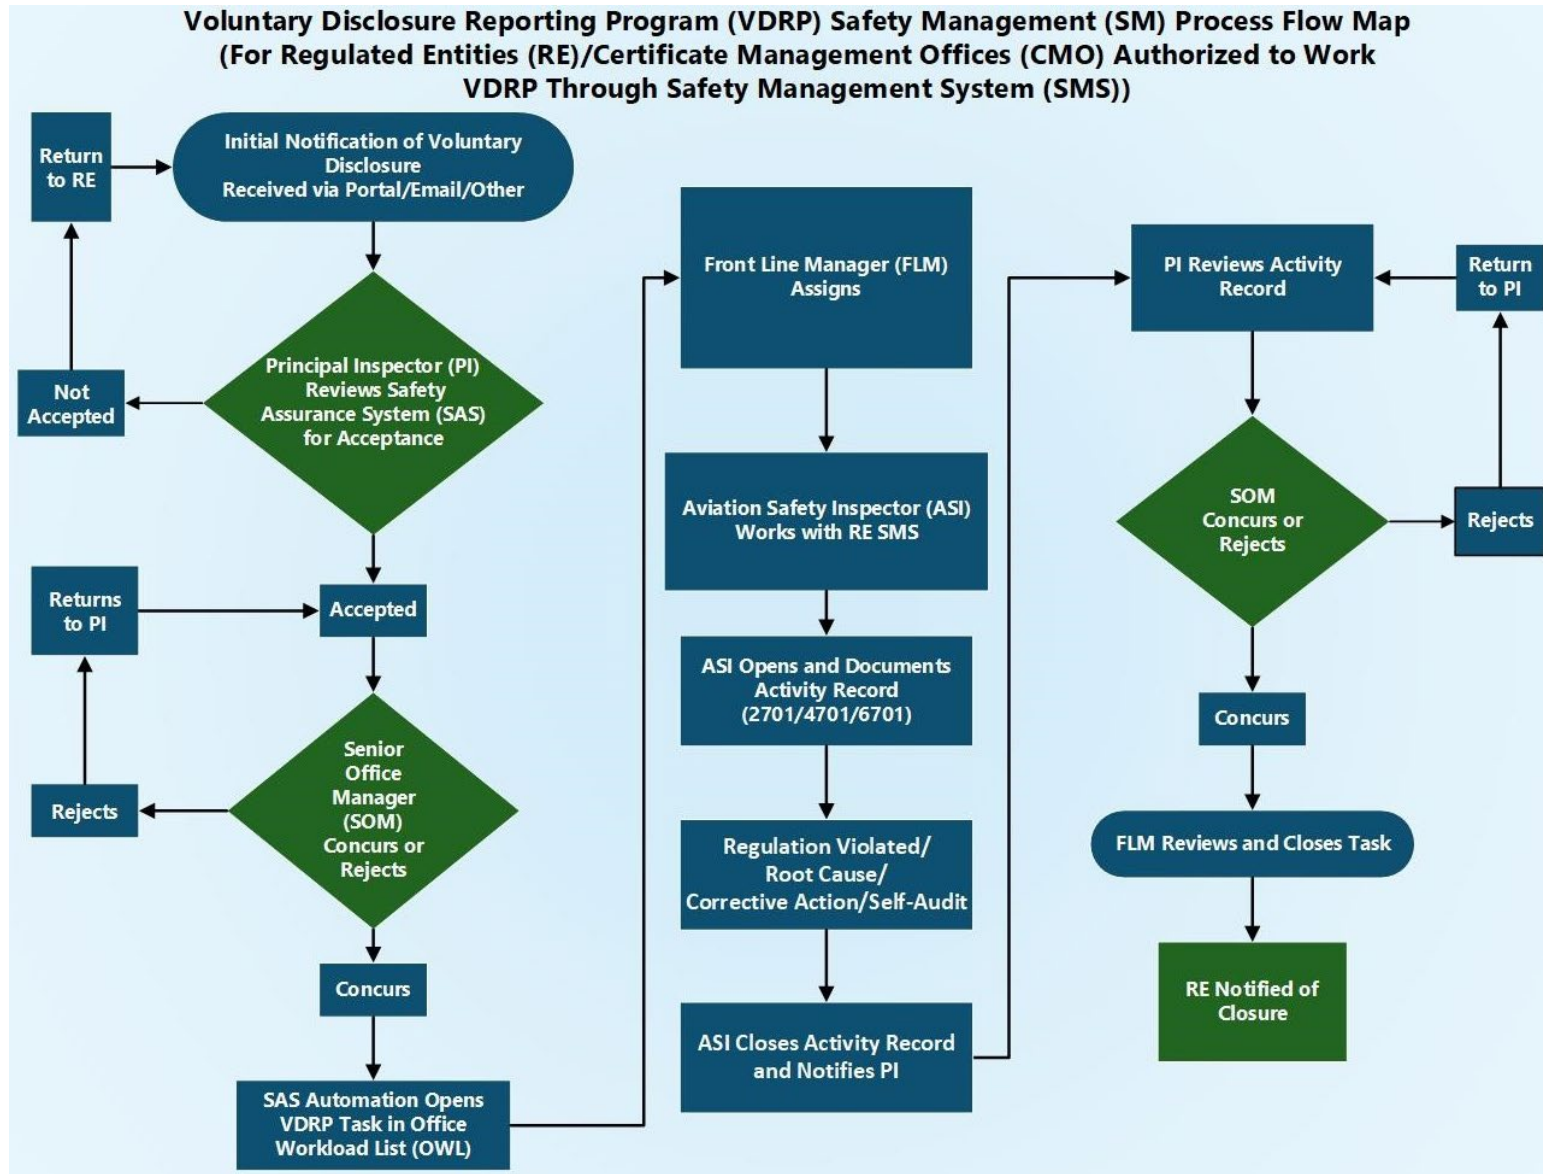 Voluntary Disclosure Reporting Program (VDRP) Safety Management (SM) Process Flow Map
(For Regulated Entities (RE)/Certificate Management Offices (CMO) Authorized to Work
VDRP Through Safety Management System (SMS))
Return
to RE
Initial Notification of Voluntary
Disclosure
Received via Portal/Email/Other
Principal Inspector (PI)
Reviews Safety
Assurance System (SAS)
for Acceptance
Not
Accepted
Accepted
Returns
to PI
Senior
Office
Manager
(SOM)
Concurs or
Rejects
Rejects
Concurs
SAS Automation Opens
VDRP Task in Office
Workload List (OWL)
Front Line Manager (FLM)
Assigns
Aviation Safety Inspector (ASI)
Works with RE SMS
ASI Opens and Documents
Activity Record
(2701/4701/6701)
Regulation Violated/
Root Cause/
Corrective Action/Self-Audit
ASI Closes Activity Record
and Notifies PI
PI Reviews Activity
Record
Return
to PI
SOM
Concurs or
Rejects
Rejects
Concurs
FLM Reviews and Closes Task
RE Notified of
Closure